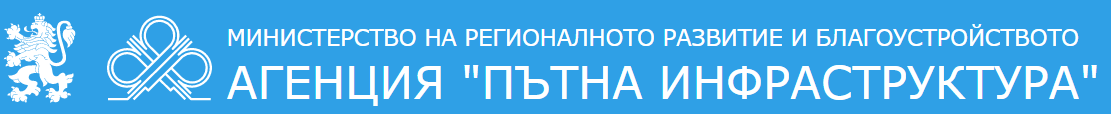 МИНИСТЕРСТВО НА РЕГИОНАЛНОТО РАЗВИТИЕ И БЛАГОУСТРОЙСТВОТО
АГЕНЦИЯ "ПЪТНА ИНФРАСТРУКТУРА"